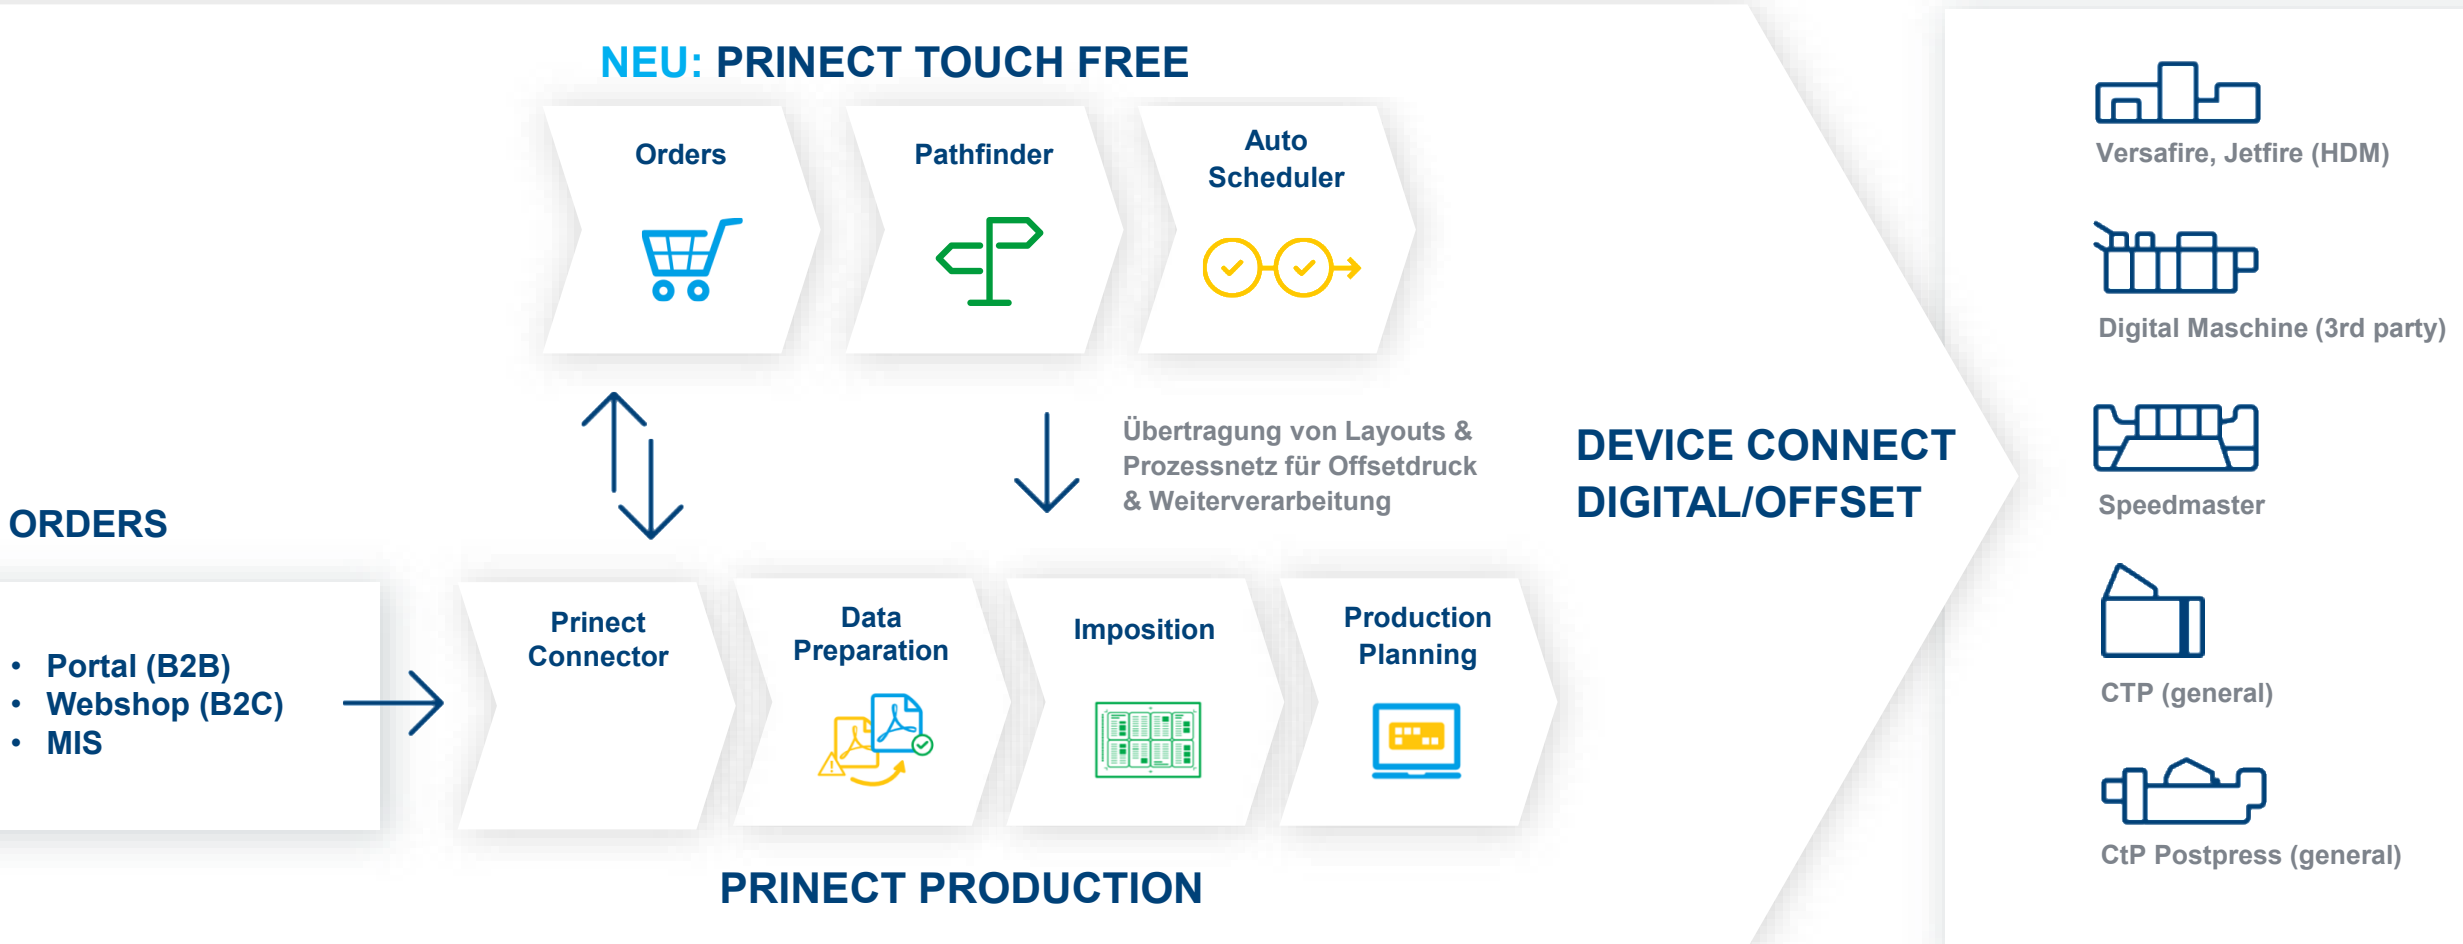 NEU: PRINECT TOUCH FREE
Orders
Pathfinder
Auto
Scheduler
Übertragung von Layouts &
Prozessnetz für Offsetdruck
& Weiterverarbeitung
ORDERS
• Portal (B2B)
• Webshop (B2C)
• MIS
Prinect
Connector
Data
Preparation
Imposition
Production
Planning
PRINECT PRODUCTION
DEVICE CONNECT
DIGITAL/OFFSET
Versafire, Jetfire (HDM)
Digital Maschine (3rd party)
Speedmaster
CTP (general)
CtP Postpress (general)